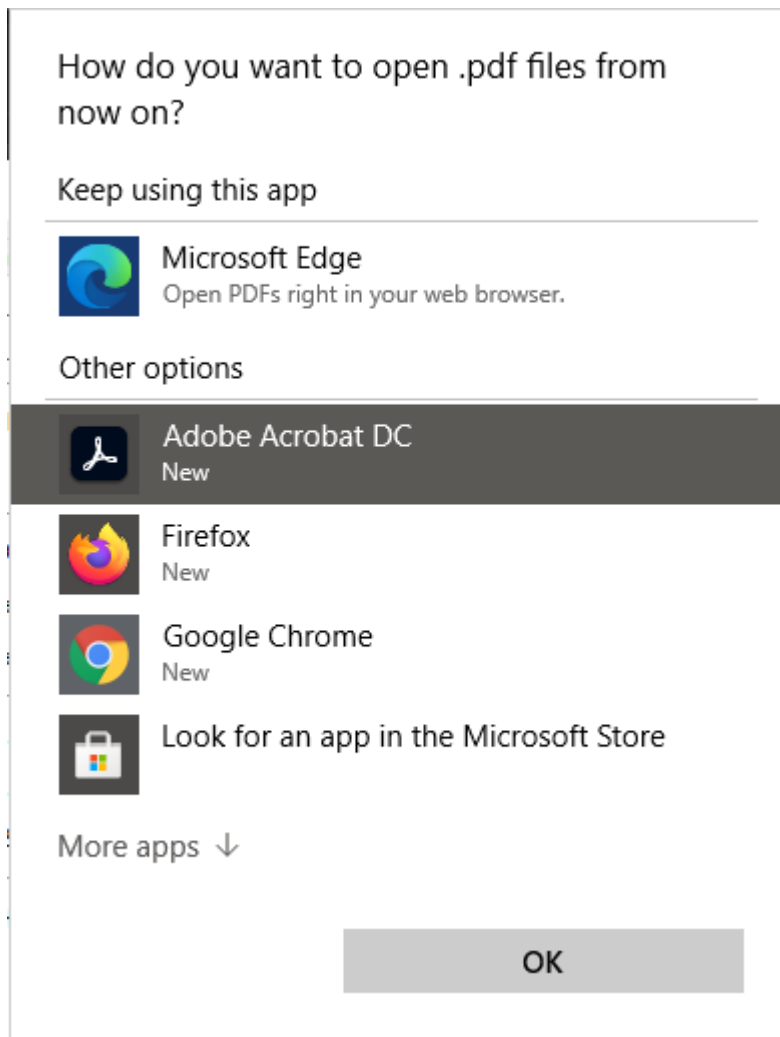 How do you want to open .pdf files from
now on?
Keep using this app
Microsoft Edge
Open PDFs right in your web browser.
Other options
Adobe Acrobat DC
New
Firefox
New
Google Chrome
New
Look for an app in the Microsoft Store
More apps ↓
OK